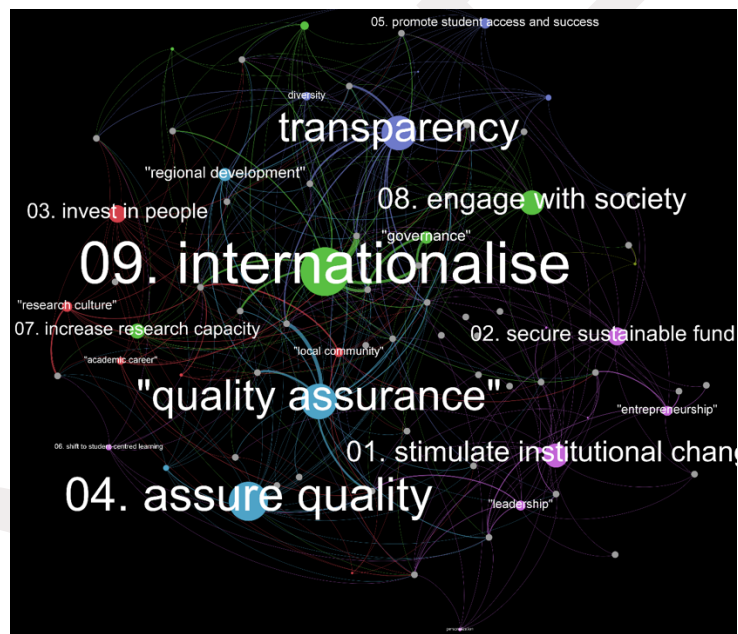 05. promote student access and success
diversity
transparency
"regional development"
08. engage with society
03. invest in people
"governance"
09. internationalise
"research culture"
07. increase research capacity
02. secure sustainable fund
"local community"
"academic career"
"quality assurance"
"entrepreneurship"
06. shift to student-centred learning
01. stimulate institutional chang
04. assure quality
"leadership"